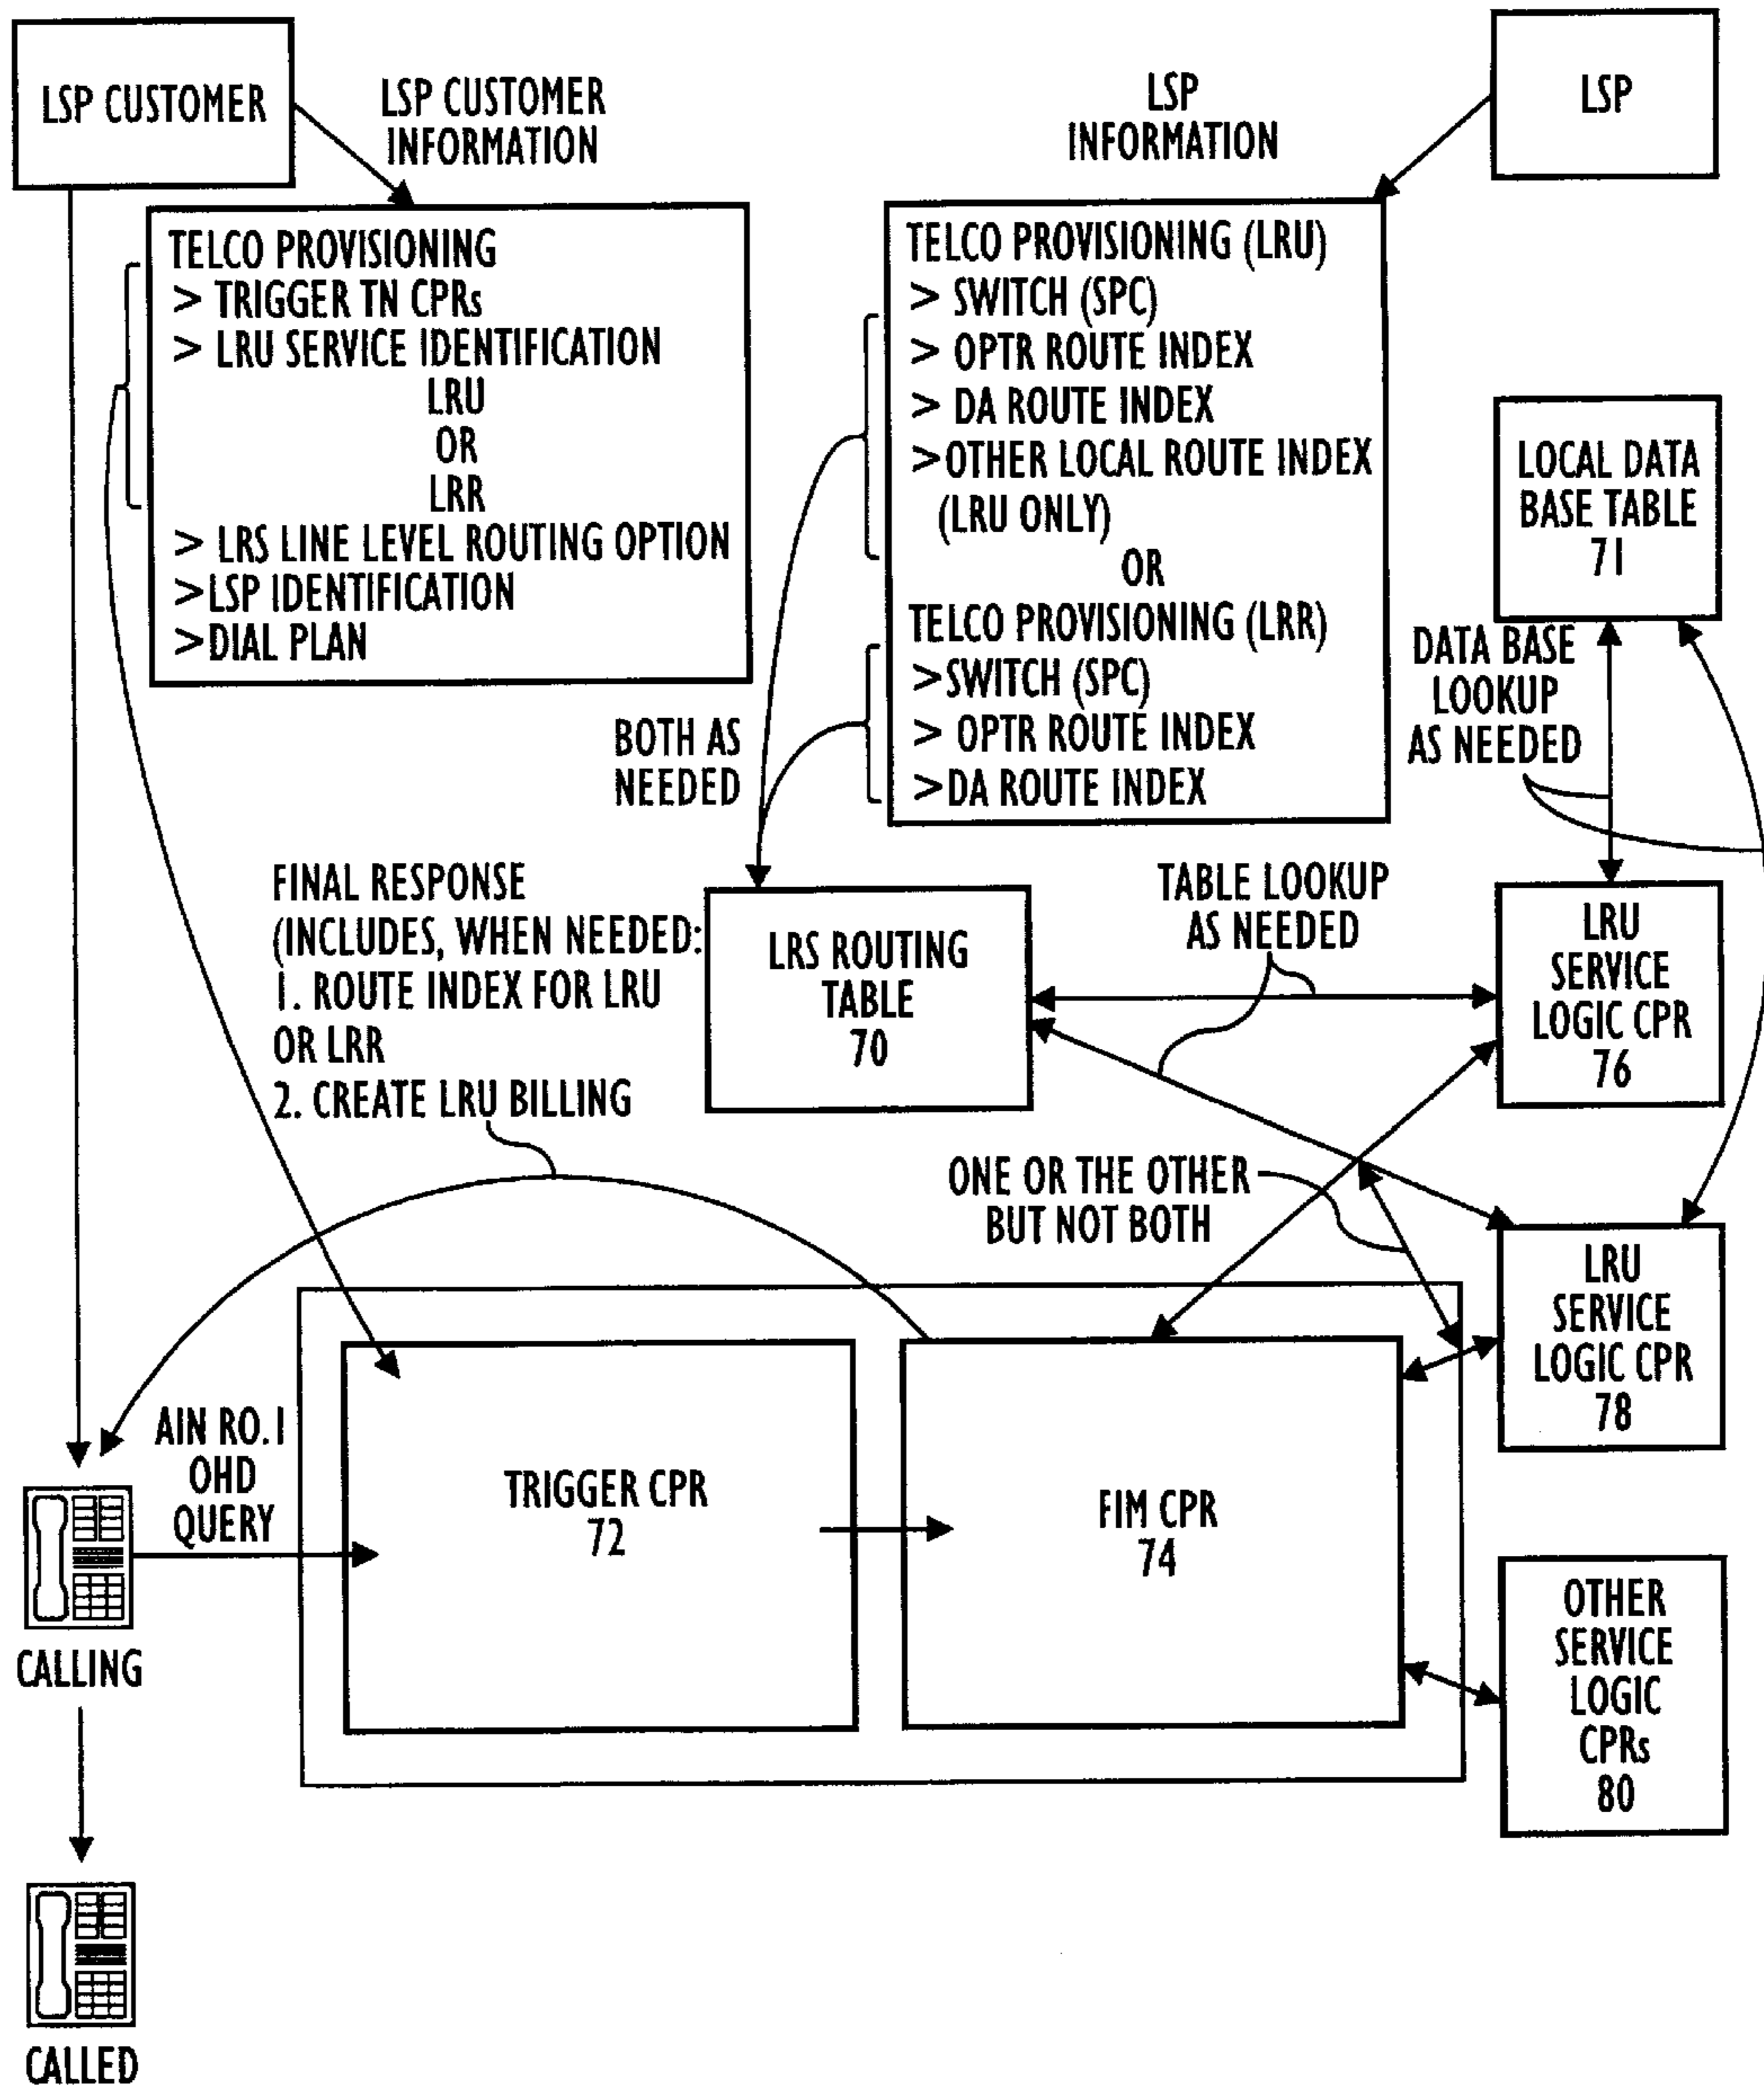 LSP CUSTOMER
LSP CUSTOMER
INFORMATION
LSP
INFORMATION
LSP
TELCO PROVISIONING
> TRIGGER TN CPRs
> LRU SERVICE IDENTIFICATION
LRU
OR
LRR
> LRS LINE LEVEL ROUTING OPTION
>LSP IDENTIFICATION
>DIAL PLAN
TELCO PROVISIONING (LRU)
> SWITCH (SPC)
> OPTR ROUTE INDEX
> DA ROUTE INDEX
>OTHER LOCAL ROUTE INDEX
(LRU ONLY)
OR
TELCO PROVISIONING (LRR)
>SWITCH (SPC)
> OPTR ROUTE INDEX
>DA ROUTE INDEX
LOCAL DATA
BASE TABLE
71
DATA BASE
LOOKUP
AS NEEDED
BOTH AS
NEEDED
FINAL RESPONSE
(INCLUDES, WHEN NEEDED:
1. ROUTE INDEX FOR LRU
OR LRR
2. CREATE LRU BILLING
LRS ROUTING
TABLE
70
TABLE LOOKUP
AS NEEDED
LRU
SERVICE
LOGIC CPR
76
ONE OR THE OTHER
BUT NOT BOTH
LRU
SERVICE
LOGIC CPR
78
AIN RO.1
OHD
QUERY
TRIGGER CPR
72
FIM CPR
74
OTHER
SERVICE
LOGIC
CPRs
80
CALLING
CALLED